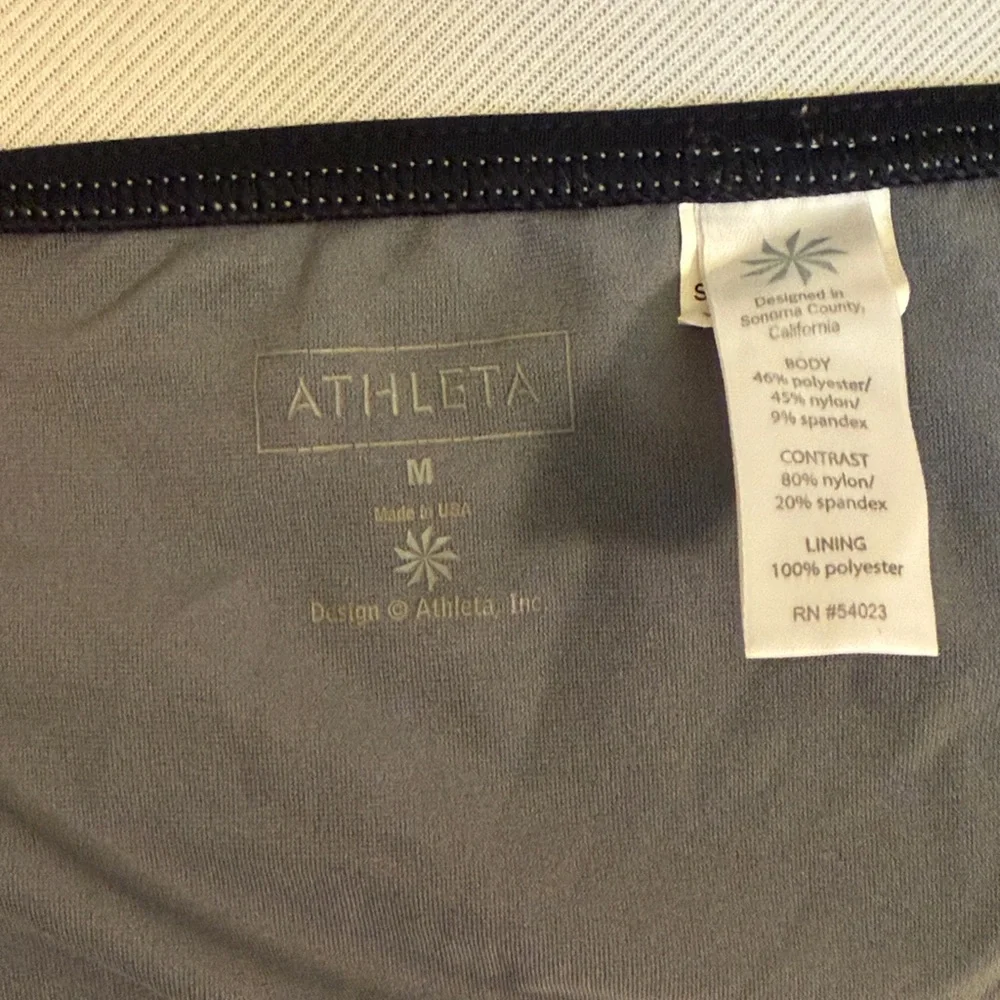 ATHLETA
M
Made in USA
Design © Athleta, Inc.
S
Designed in
Sonoma County,
California
BODY
46% polyester/
45% nylon/
9% spandex
CONTRAST
80% nylon/
20% spandex
LINING
100% polyester
RN #54023